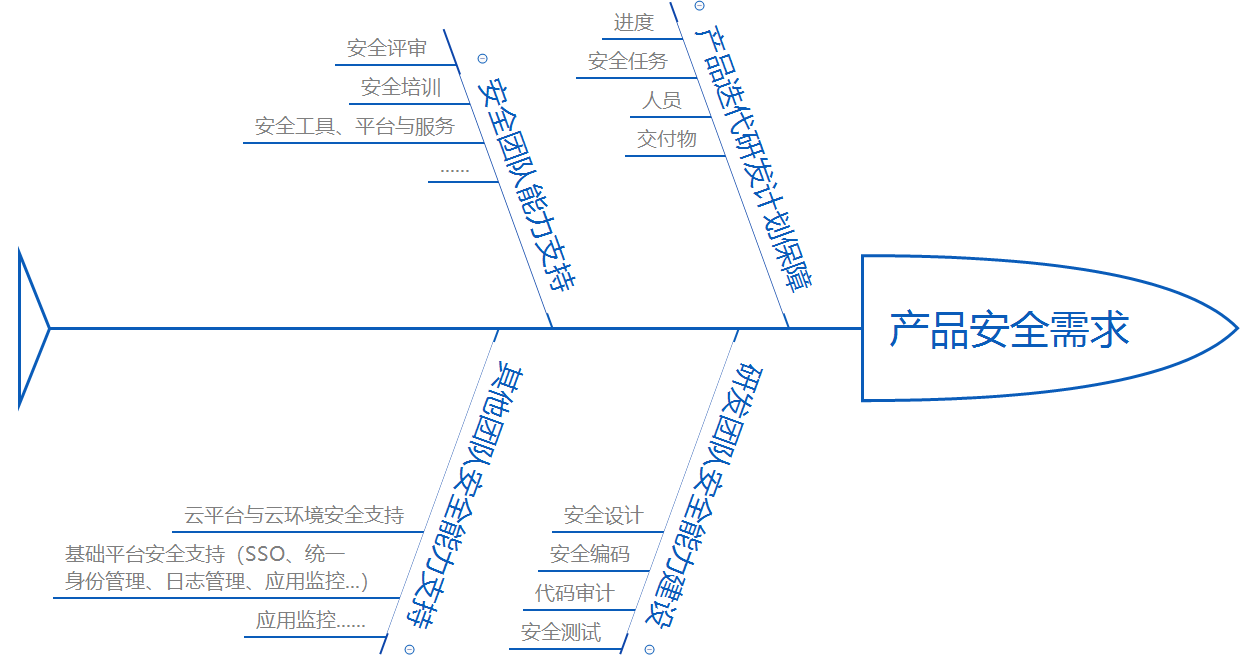 安全评审
安全培训
安全工具、平台与服务
......
安全团队能力支持
进度
安全任务
人员
交付物
产品迭代研发计划保障
产品安全需求
云平台与云环境安全支持
基础平台安全支持（SSO、统一
身份管理、日志管理、应用监控...）
应用监控......
其他团队安全能力支持
安全设计
安全编码
代码审计
安全测试
研发团队安全能力建设